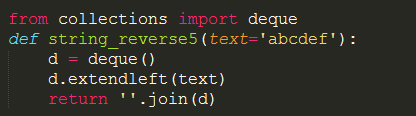 from collections import deque
def string_reverse5(text='abcdef'):
    d = deque()
    d.extendleft(text)
    return ''.join(d)